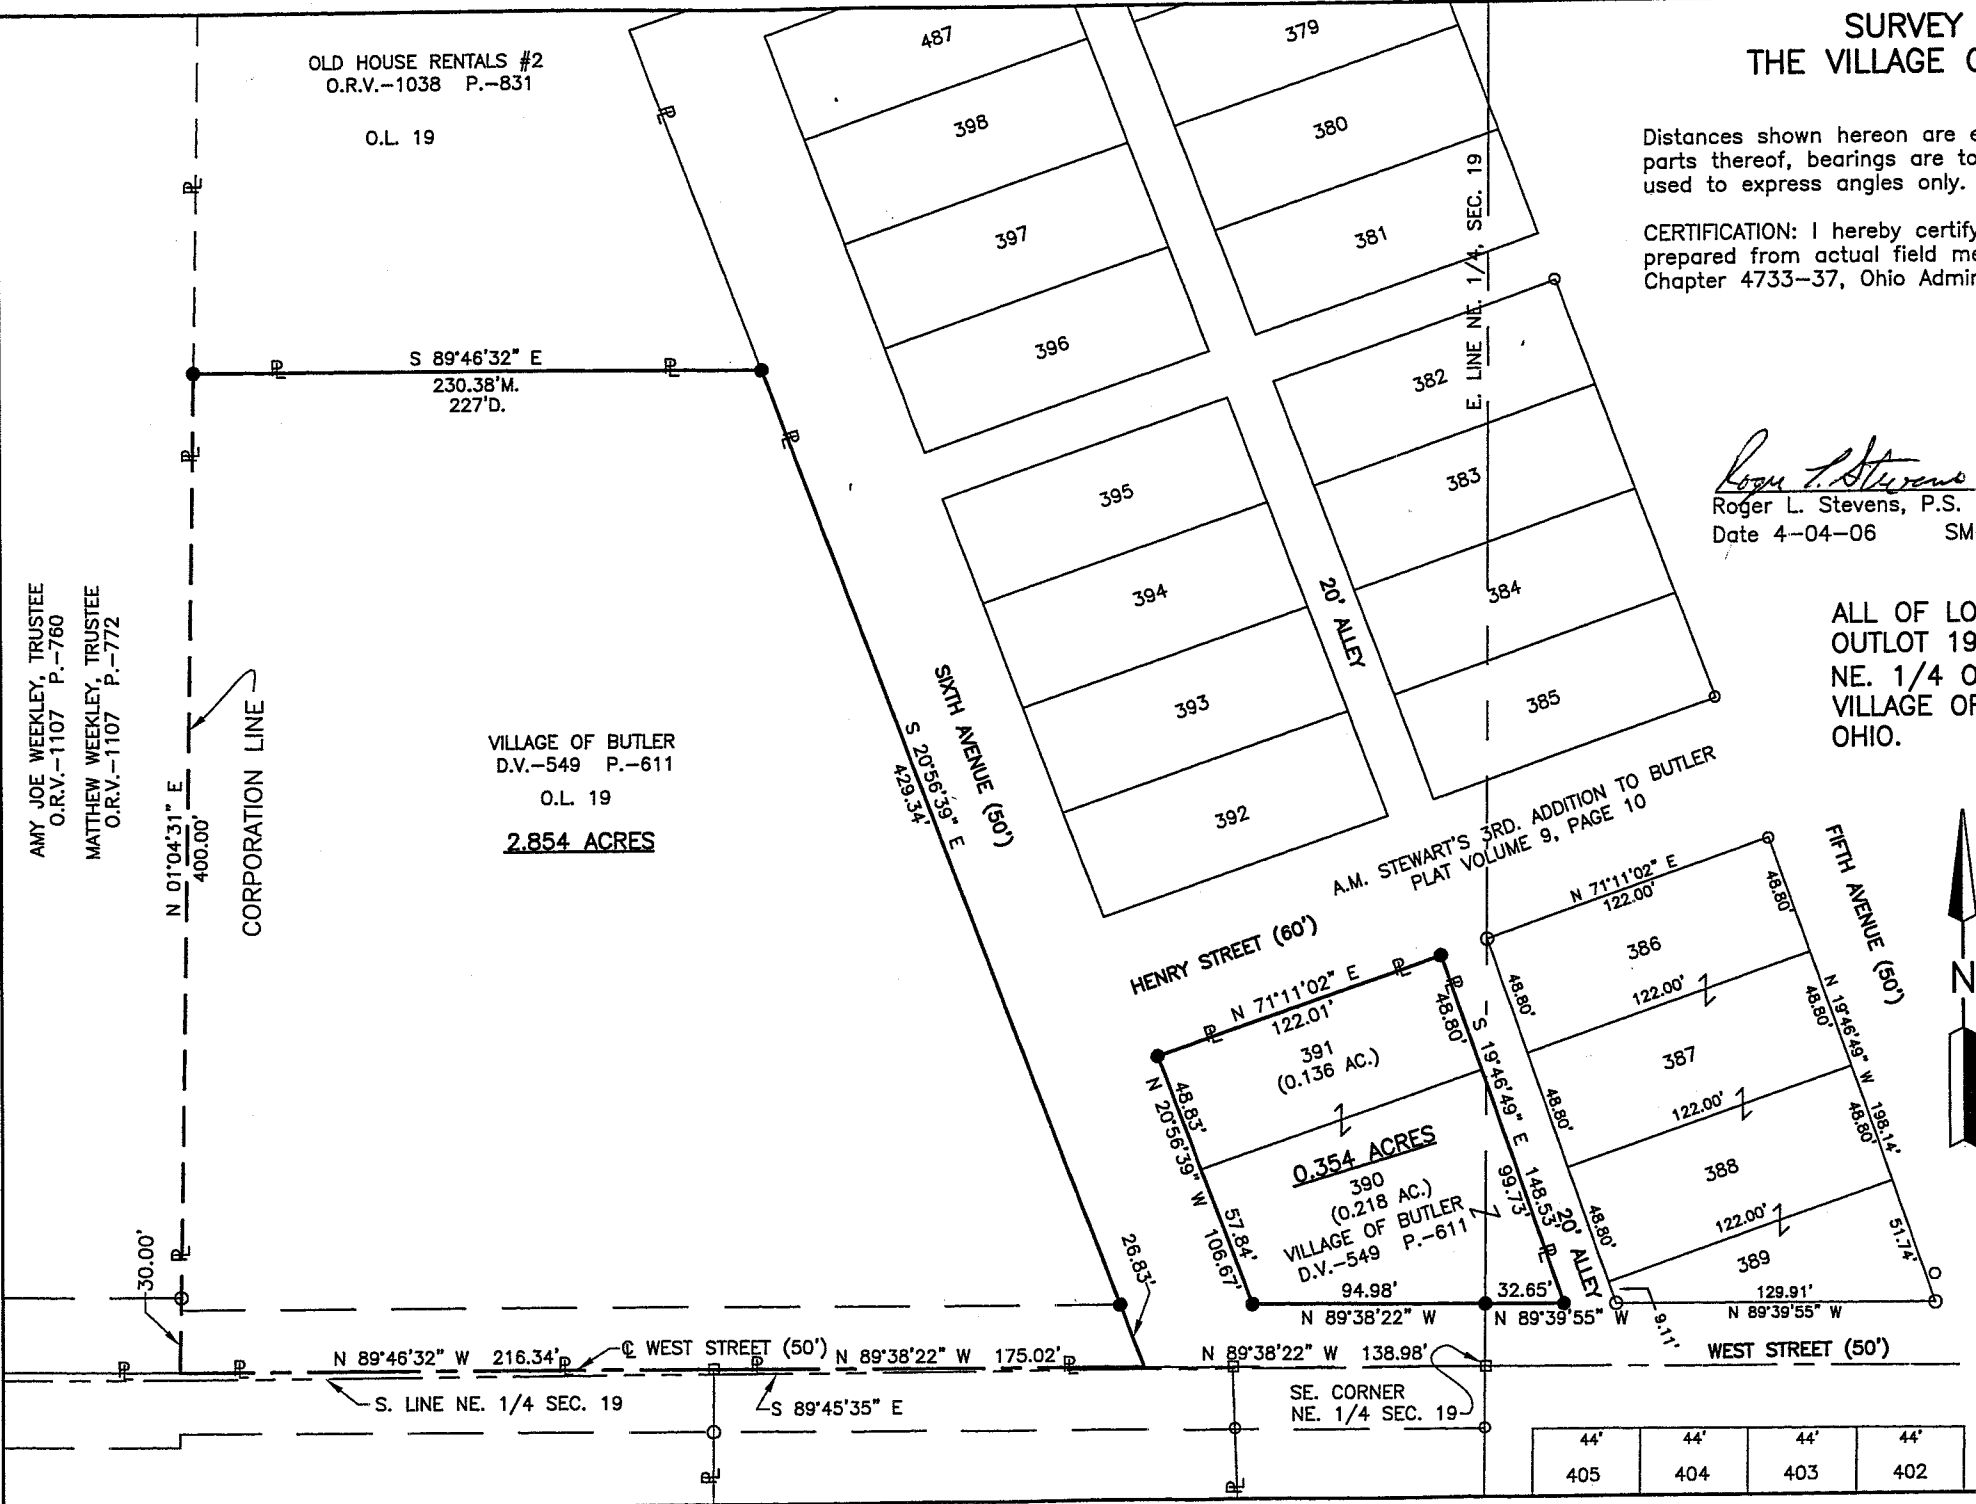 SURVEY
THE VILLAGE
OLD HOUSE RENTALS #2
O.R.V.-1038 P.-831
O.L. 19
487
398
397
396
379
380
381
E. LINE NE. 1/4, SEC. 19
Distances shown hereon are
parts thereof, bearings are to
used to express angles only.
CERTIFICATION: I hereby certify
prepared from actual field
Chapter 4733-37, Ohio
S 89°46'32" E
230.38'M.
227'D.
395
394
393
392
382
383
384
385
20' ALLEY
Roger L. Stevens
Roger L. Stevens, P.S.
Date 4-04-06 SM
ALL OF
OUTLOT 19
NE. 1/4
VILLAGE OF
OHIO.
AMY JOE WEEKLEY, TRUSTEE
O.R.V.-1107 P.-760
MATTHEW WEEKLEY, TRUSTEE
O.R.V.-1107 P.-772
N 01°04'31" E
400.00'
CORPORATION LINE
VILLAGE OF BUTLER
D.V.-549 P.-611
O.L. 19
2.854 ACRES
SIXTH AVENUE (50')
S 20°56'39" E
429.34'
A.M. STEWART'S 3RD. ADDITION TO BUTLER
PLAT VOLUME 9, PAGE 10
HENRY STREET (60')
N 71°11'02" E
122.01'
391
(0.136 AC.)
48.80'
48.83'
N 20°56'39" W 106.67'
57.84'
S 19°46'49" E 148.53'
99.73'
0.354 ACRES
390
(0.218 AC.)
VILLAGE OF BUTLER
D.V.-549 P.-611
20' ALLEY
N 71°11'02" E
122.00'
48.80'
386
48.80'
122.00'
48.80'
387
48.80'
122.00'
48.80'
388
48.80'
122.00'
51.74'
389
N 19°46'49" W 198.14'
FIFTH AVENUE (50')
N
129.91'
N 89°39'55" W
9.11'
94.98'
N 89°38'22" W
32.65'
N 89°39'55" W
26.83'
30.00'
N 89°46'32" W 216.34'
℄ WEST STREET (50')
N 89°38'22" W 175.02'
N 89°38'22" W 138.98'
WEST STREET (50')
S. LINE NE. 1/4 SEC. 19
S 89°45'35" E
SE. CORNER
NE. 1/4 SEC. 19
44' 44' 44' 44'
405 404 403 402